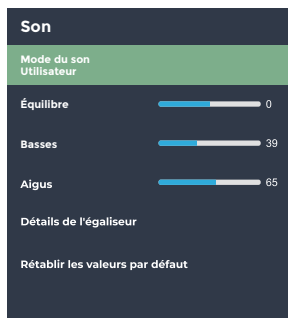 Son
Mode du son
Utilisateur
Équilibre 0
Basses 39
Aigus 65
Détails de l'égaliseur
Rétablir les valeurs par défaut